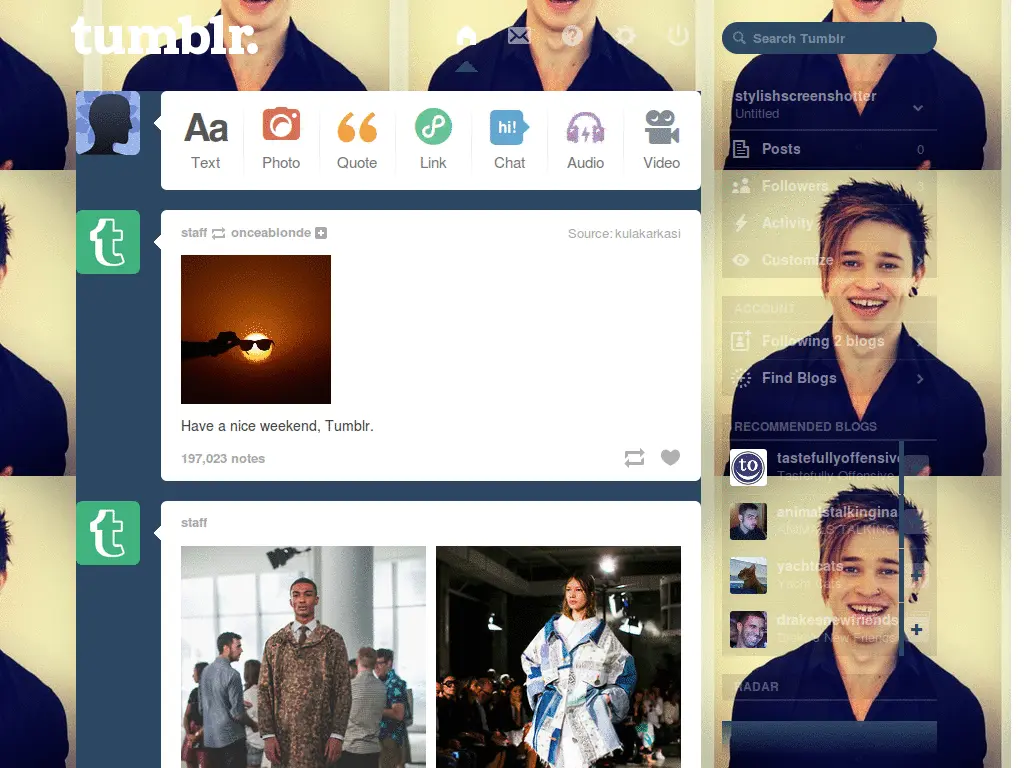 tumblr.
?
Search Tumblr
Aa
hi!
Text
Photo
Quote
Link
Chat
Audio
Video
stylishscreenshotter
Untitled
Posts 0
Followers 3
Activity
Customize
ACCOUNT
Following 2 blogs
Find Blogs
RECOMMENDED BLOGS
to
tastefullyoffensive
Tastefully Offensive
animalstalkingina
ANIMALS TALKING
yachtcats
Yacht Cats
drakesnewfriends
Drake's New Friends
RADAR
t
staff onceablonde
Source: kulakarkasi
Have a nice weekend, Tumblr.
197,023 notes
t
staff